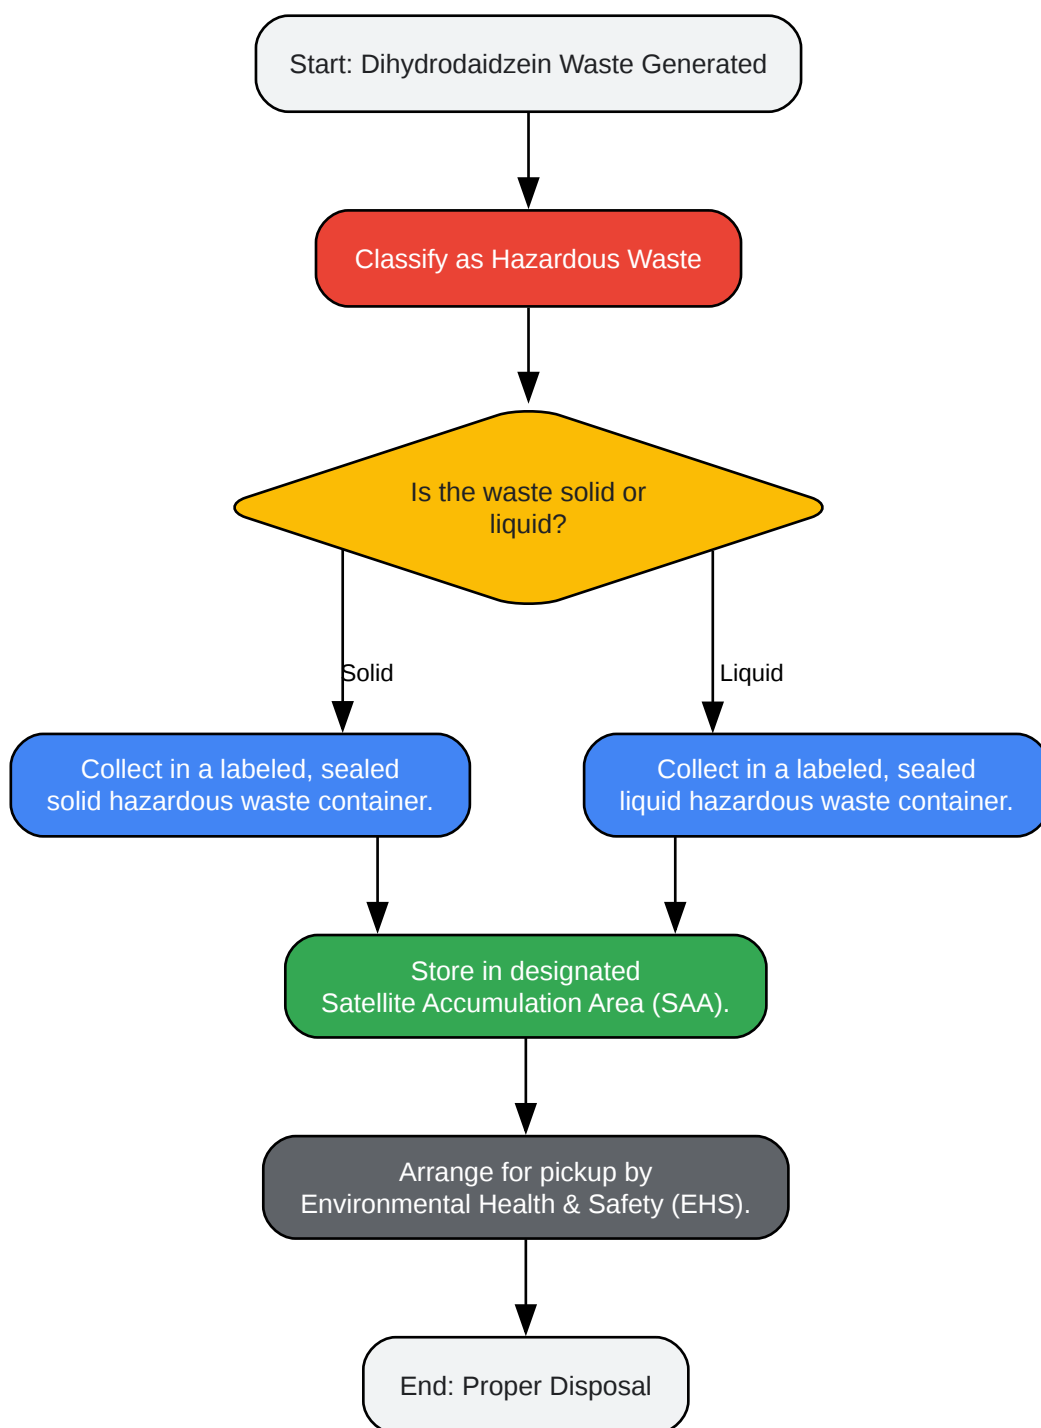 Start: Dihydrodaidzein Waste Generated
Classify as Hazardous Waste
Is the waste solid or
liquid?
Solid
Liquid
Collect in a labeled, sealed
solid hazardous waste container.
Collect in a labeled, sealed
liquid hazardous waste container.
Store in designated
Satellite Accumulation Area (SAA).
Arrange for pickup by
Environmental Health & Safety (EHS).
End: Proper Disposal